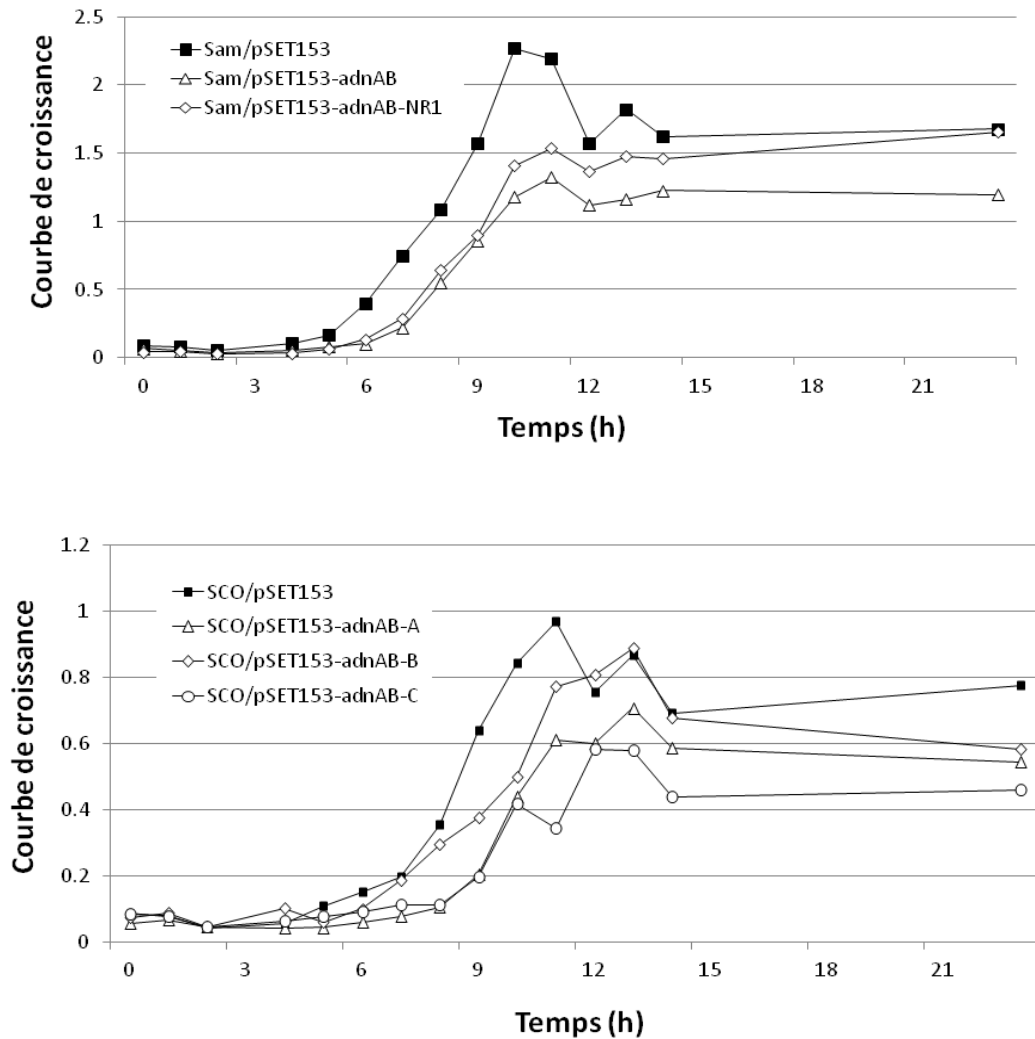 2.5
2
1.5
1
0.5
0
Courbe de croissance
Sam/pSET153
Sam/pSET153-adnAB
Sam/pSET153-adnAB-NR1
0 3 6 9 12 15 18 21
Temps (h)
1.2
1
0.8
0.6
0.4
0.2
0
Courbe de croissance
SCO/pSET153
SCO/pSET153-adnAB-A
SCO/pSET153-adnAB-B
SCO/pSET153-adnAB-C
0 3 6 9 12 15 18 21
Temps (h)